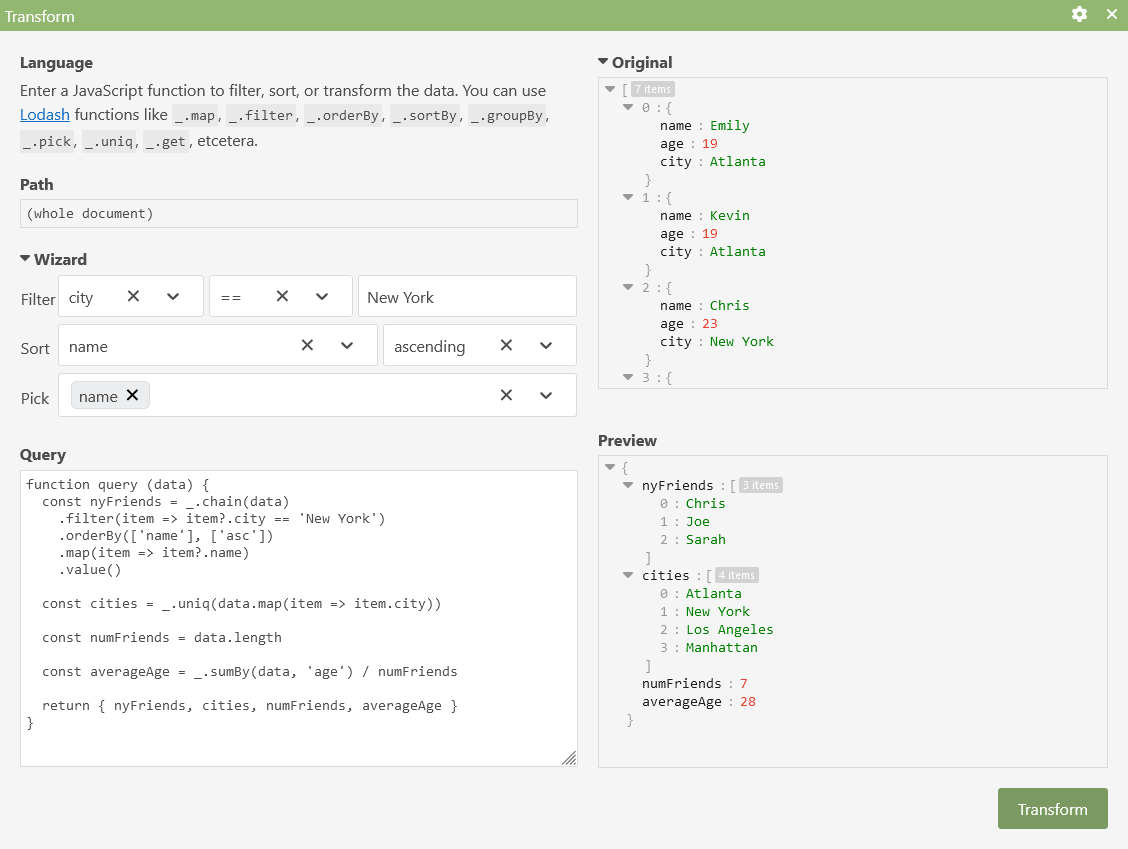 Transform
Language
Enter a JavaScript function to filter, sort, or transform the data. You can use
Lodash functions like _.map, _.filter, _.orderBy, _.sortBy, _.groupBy,
_.pick, _.uniq, _.get, etcetera.
Path
(whole document)
Wizard
Filter city == New York
Sort name ascending
Pick name
Query
function query (data) {
  const nyFriends = _.chain(data)
    .filter(item => item?.city == 'New York')
    .orderBy(['name'], ['asc'])
    .map(item => item?.name)
    .value()
  const cities = _.uniq(data.map(item => item.city))
  const numFriends = data.length
  const averageAge = _.sumBy(data, 'age') / numFriends
  return { nyFriends, cities, numFriends, averageAge }
}
Original
[ 7 items
0 : {
name : Emily
age : 19
city : Atlanta
}
1 : {
name : Kevin
age : 19
city : Atlanta
}
2 : {
name : Chris
age : 23
city : New York
}
3 : {
Preview
{
nyFriends : [ 3 items
0 : Chris
1 : Joe
2 : Sarah
]
cities : [ 4 items
0 : Atlanta
1 : New York
2 : Los Angeles
3 : Manhattan
]
numFriends : 7
averageAge : 28
}
Transform